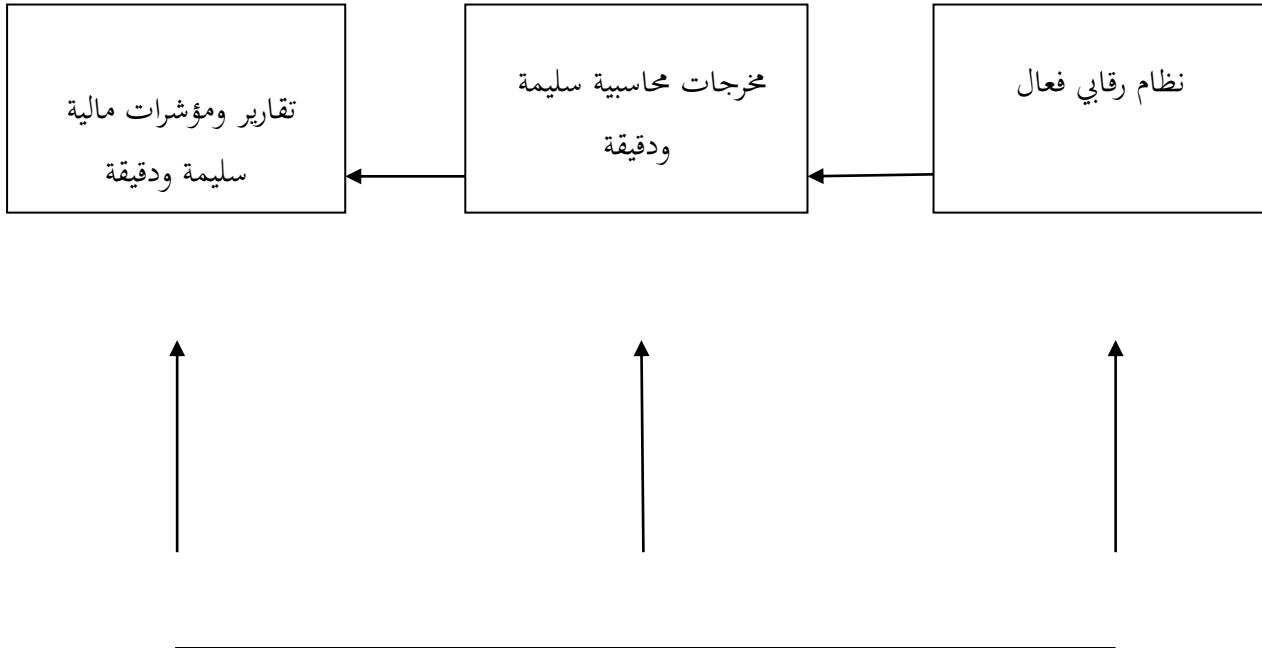 نظام رقابي فعال
مخرجات محاسبية سليمة
ودقيقة
تقارير ومؤشرات مالية
سليمة ودقيقة